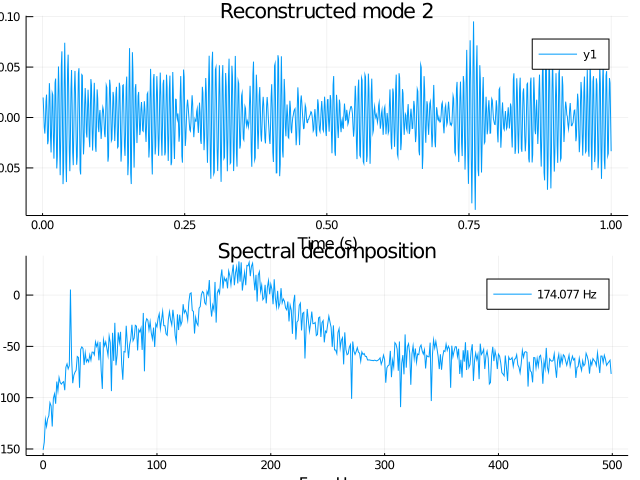 Reconstructed mode 2
0.10
0.05
0.00
0.05
y1
0.00 0.25 0.50 0.75 1.00
Time (s)
Spectral decomposition
0
-50
100
150
174.077 Hz
0 100 200 300 400 500